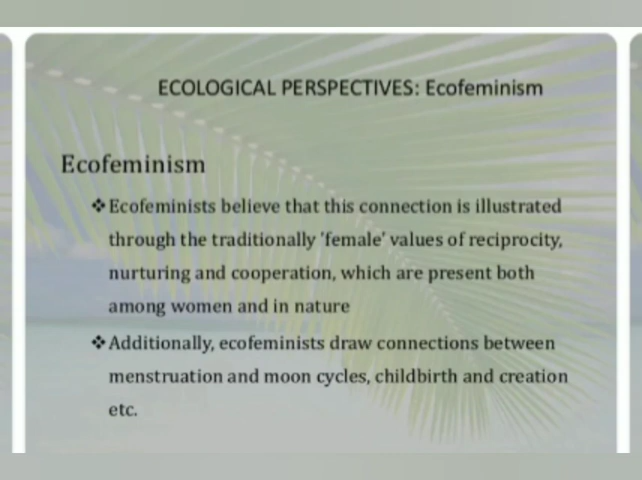 ECOLOGICAL PERSPECTIVES: Ecofeminism
Ecofeminism
❖Ecofeminists believe that this connection is illustrated
through the traditionally 'female' values of reciprocity,
nurturing and cooperation, which are present both
among women and in nature
❖Additionally, ecofeminists draw connections between
menstruation and moon cycles, childbirth and creation
etc.